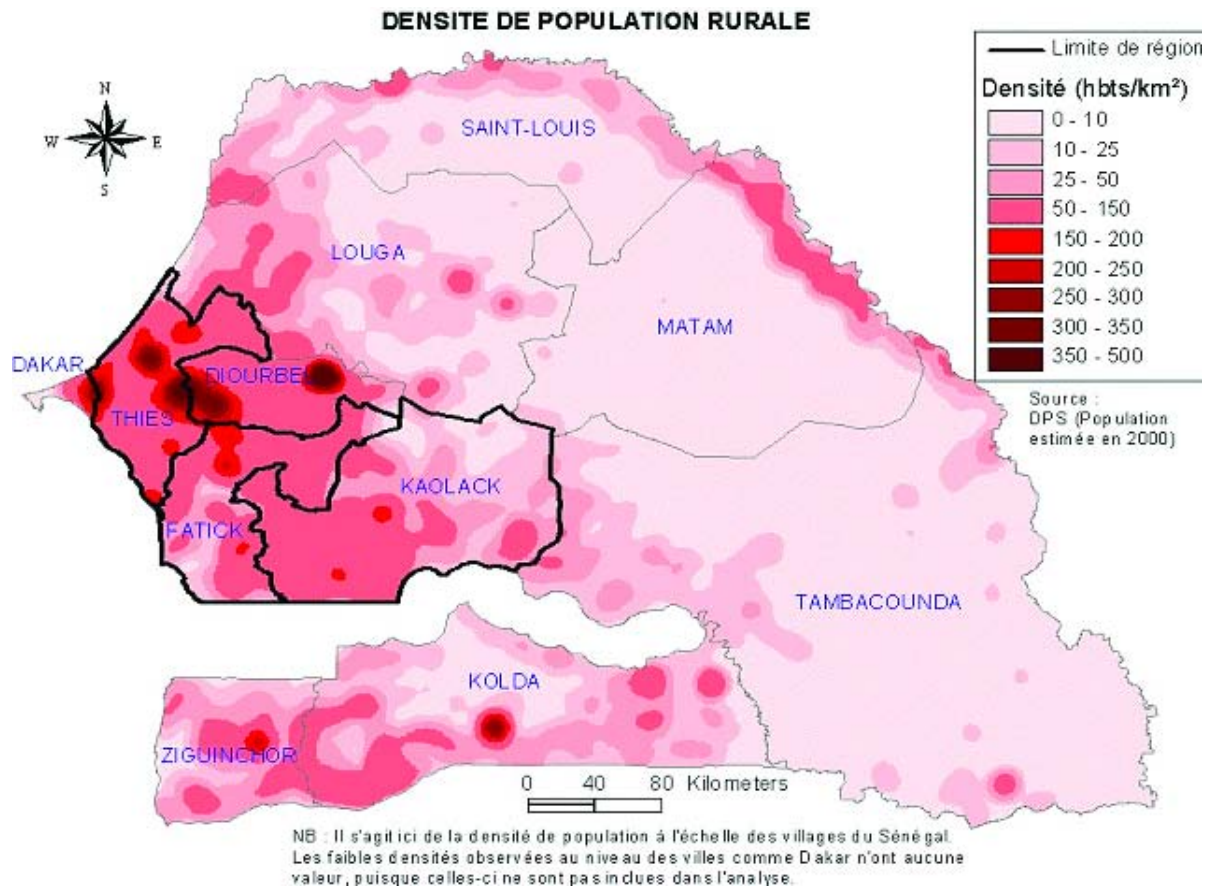 DENSITE DE POPULATION RURALE
Limite de région
Densité (hbts/km²)
0 - 10
10 - 25
25 - 50
50 - 150
150 - 200
200 - 250
250 - 300
300 - 350
350 - 500
Source :
DPS (Population
estimée en 2000)
N
W E
S
SAINT-LOUIS
LOUGA
MATAM
DAKAR
DIOURBEL
THIES
KAOLACK
FATICK
TAMBACOUNDA
KOLDA
ZIGUINCHOR
0 40 80 Kilometers
NB : Il s'agit ici de la densité de population à l'échelle des villages du Sénégal.
Les faibles densités observées au niveau des villes comme Dakar n'ont aucune
valeur, puisque celles-ci ne sont pas inclues dans l'analyse.